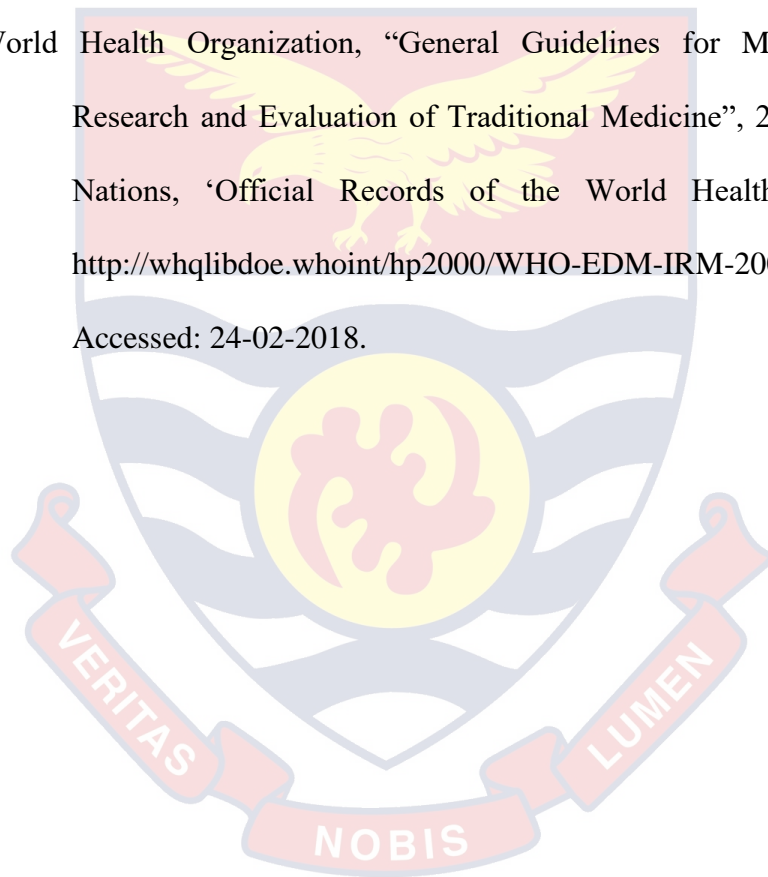 World Health Organization, “General Guidelines for M
Research and Evaluation of Traditional Medicine”, 2
Nations, ‘Official Records of the World Health
http://whqlibdoe.whoint/hp2000/WHO-EDM-IRM-200
Accessed: 24-02-2018.
VERITAS
NOBIS
LUMEN